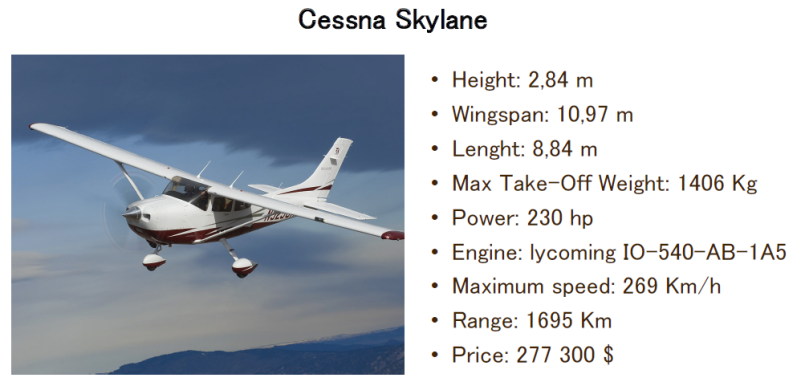 Cessna Skylane
• Height: 2,84 m
• Wingspan: 10,97 m
• Lenght: 8,84 m
• Max Take-Off Weight: 1406 Kg
• Power: 230 hp
• Engine: lycoming IO-540-AB-1A5
• Maximum speed: 269 Km/h
• Range: 1695 Km
• Price: 277 300 $